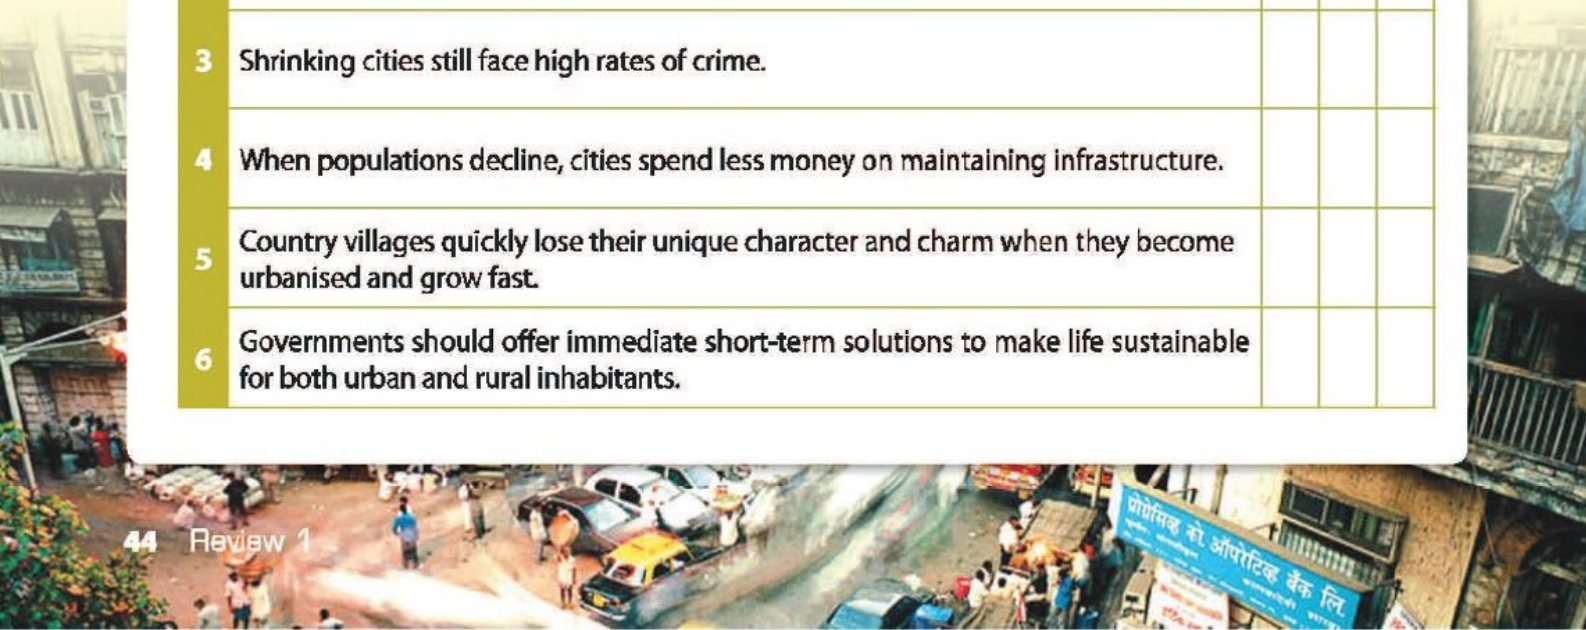 3 Shrinking cities still face high rates of crime.
4 When populations decline, cities spend less money on maintaining infrastructure.
5 Country villages quickly lose their unique character and charm when they become
urbanised and grow fast.
6 Governments should offer immediate short-term solutions to make life sustainable
for both urban and rural inhabitants.
प्रोग्रेसिव्ह को. ऑपरेटिव्ह बँक लि.
44 Review 1